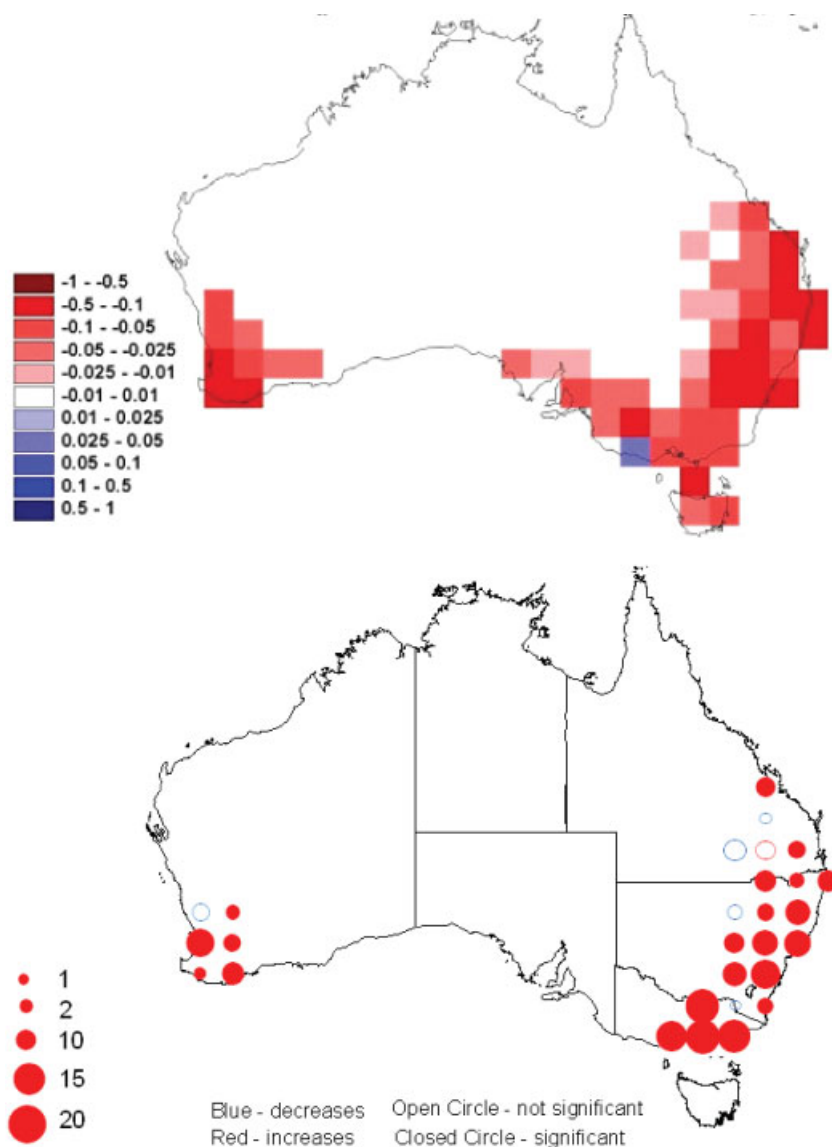 -1 - -0.5
-0.5 - -0.1
-0.1 - -0.05
-0.05 - -0.025
-0.025 - -0.01
-0.01 - 0.01
0.01 - 0.025
0.025 - 0.05
0.05 - 0.1
0.1 - 0.5
0.5 - 1
1
2
10
15
20
Blue - decreases Open Circle - not significant
Red - increases Closed Circle - significant